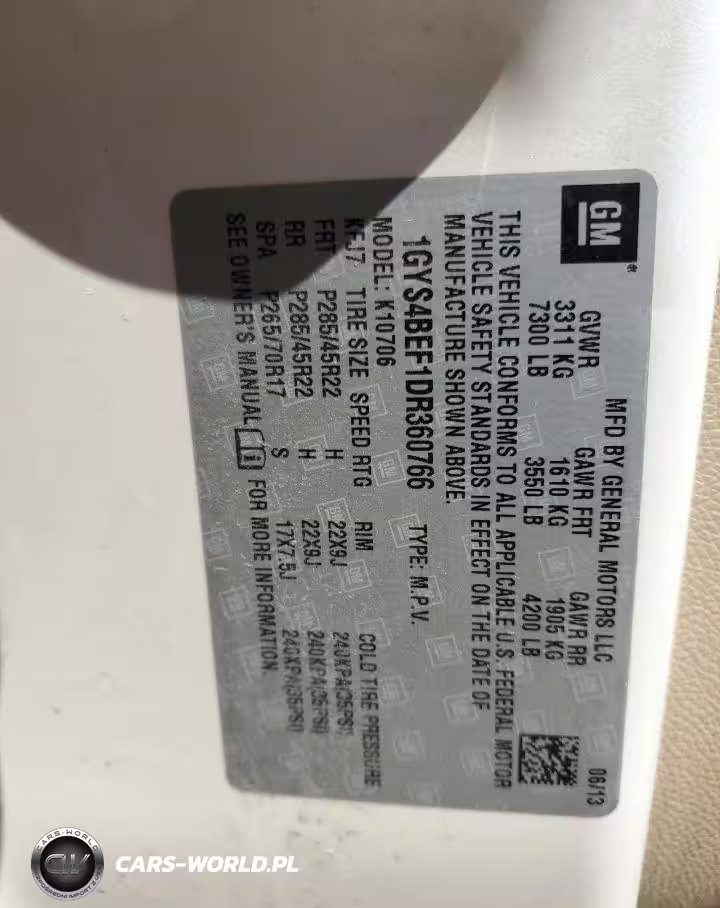 GM®
MFD BY GENERAL MOTORS LLC 06/13
GVWR GAWR FRT GAWR RR
3311 KG 1610 KG 1905 KG
7300 LB 3550 LB 4200 LB
THIS VEHICLE CONFORMS TO ALL APPLICABLE U.S. FEDERAL MOTOR
VEHICLE SAFETY STANDARDS IN EFFECT ON THE DATE OF
MANUFACTURE SHOWN ABOVE.
1GYS4BEF1DR360766 TYPE: M.P.V.
MODEL: K10706
KEJ7 TIRE SIZE SPEED RTG RIM COLD TIRE PRESSURE
FRT P285/45R22 H 22X9J 240KPA(35PSI)
RR P285/45R22 H 22X9J 240KPA(35PSI)
SPA P265/70R17 S 17X7.5J 240KPA(35PSI)
SEE OWNER'S MANUAL FOR MORE INFORMATION.
CARS-WORLD
CW
CARS-WORLD.PL